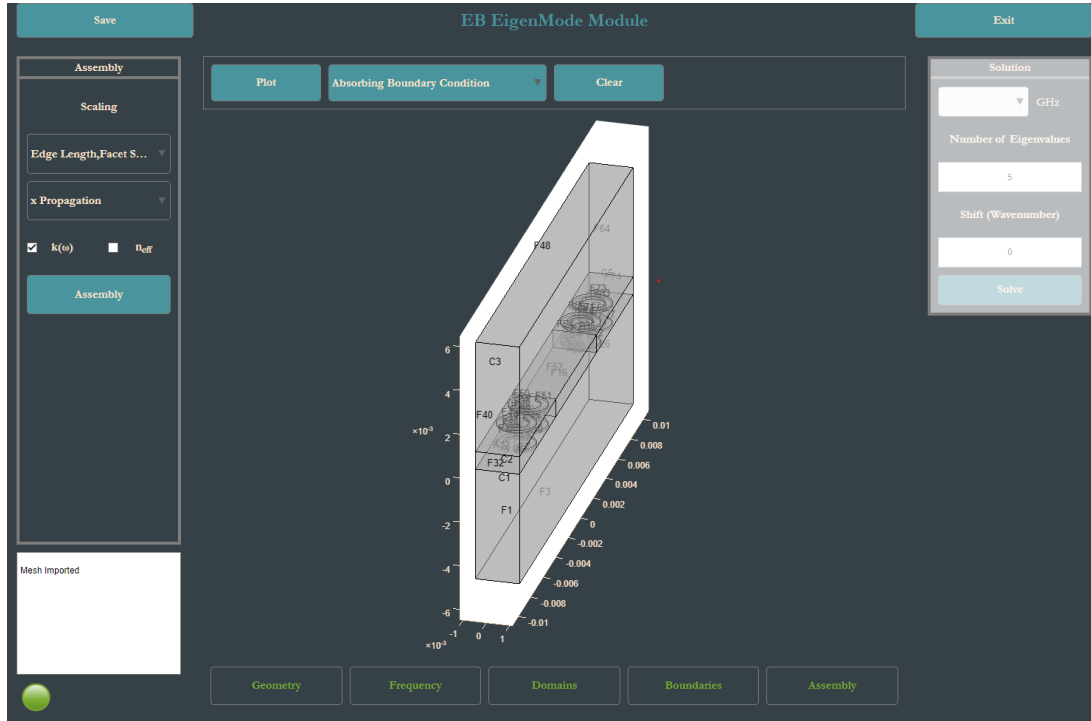 Save
EB EigenMode Module
Exit
Assembly
Scaling
Edge Length,Facet S...
x Propagation
k(ω)
n_eff
Assembly
Mesh Imported
Plot
Absorbing Boundary Condition
Clear
F64
F48
C3
F40
F51
F52
F16
C2
F32
C1
F3
F1
6
4
×10⁻³ 2
0
-2
-4
-6
×10⁻³ -1 0 1
0.01
0.008
0.006
0.004
0.002
0
-0.002
-0.004
-0.006
-0.008
-0.01
Solution
GHz
Number of Eigenvalues
5
Shift (Wavenumber)
0
Solve
Geometry
Frequency
Domains
Boundaries
Assembly